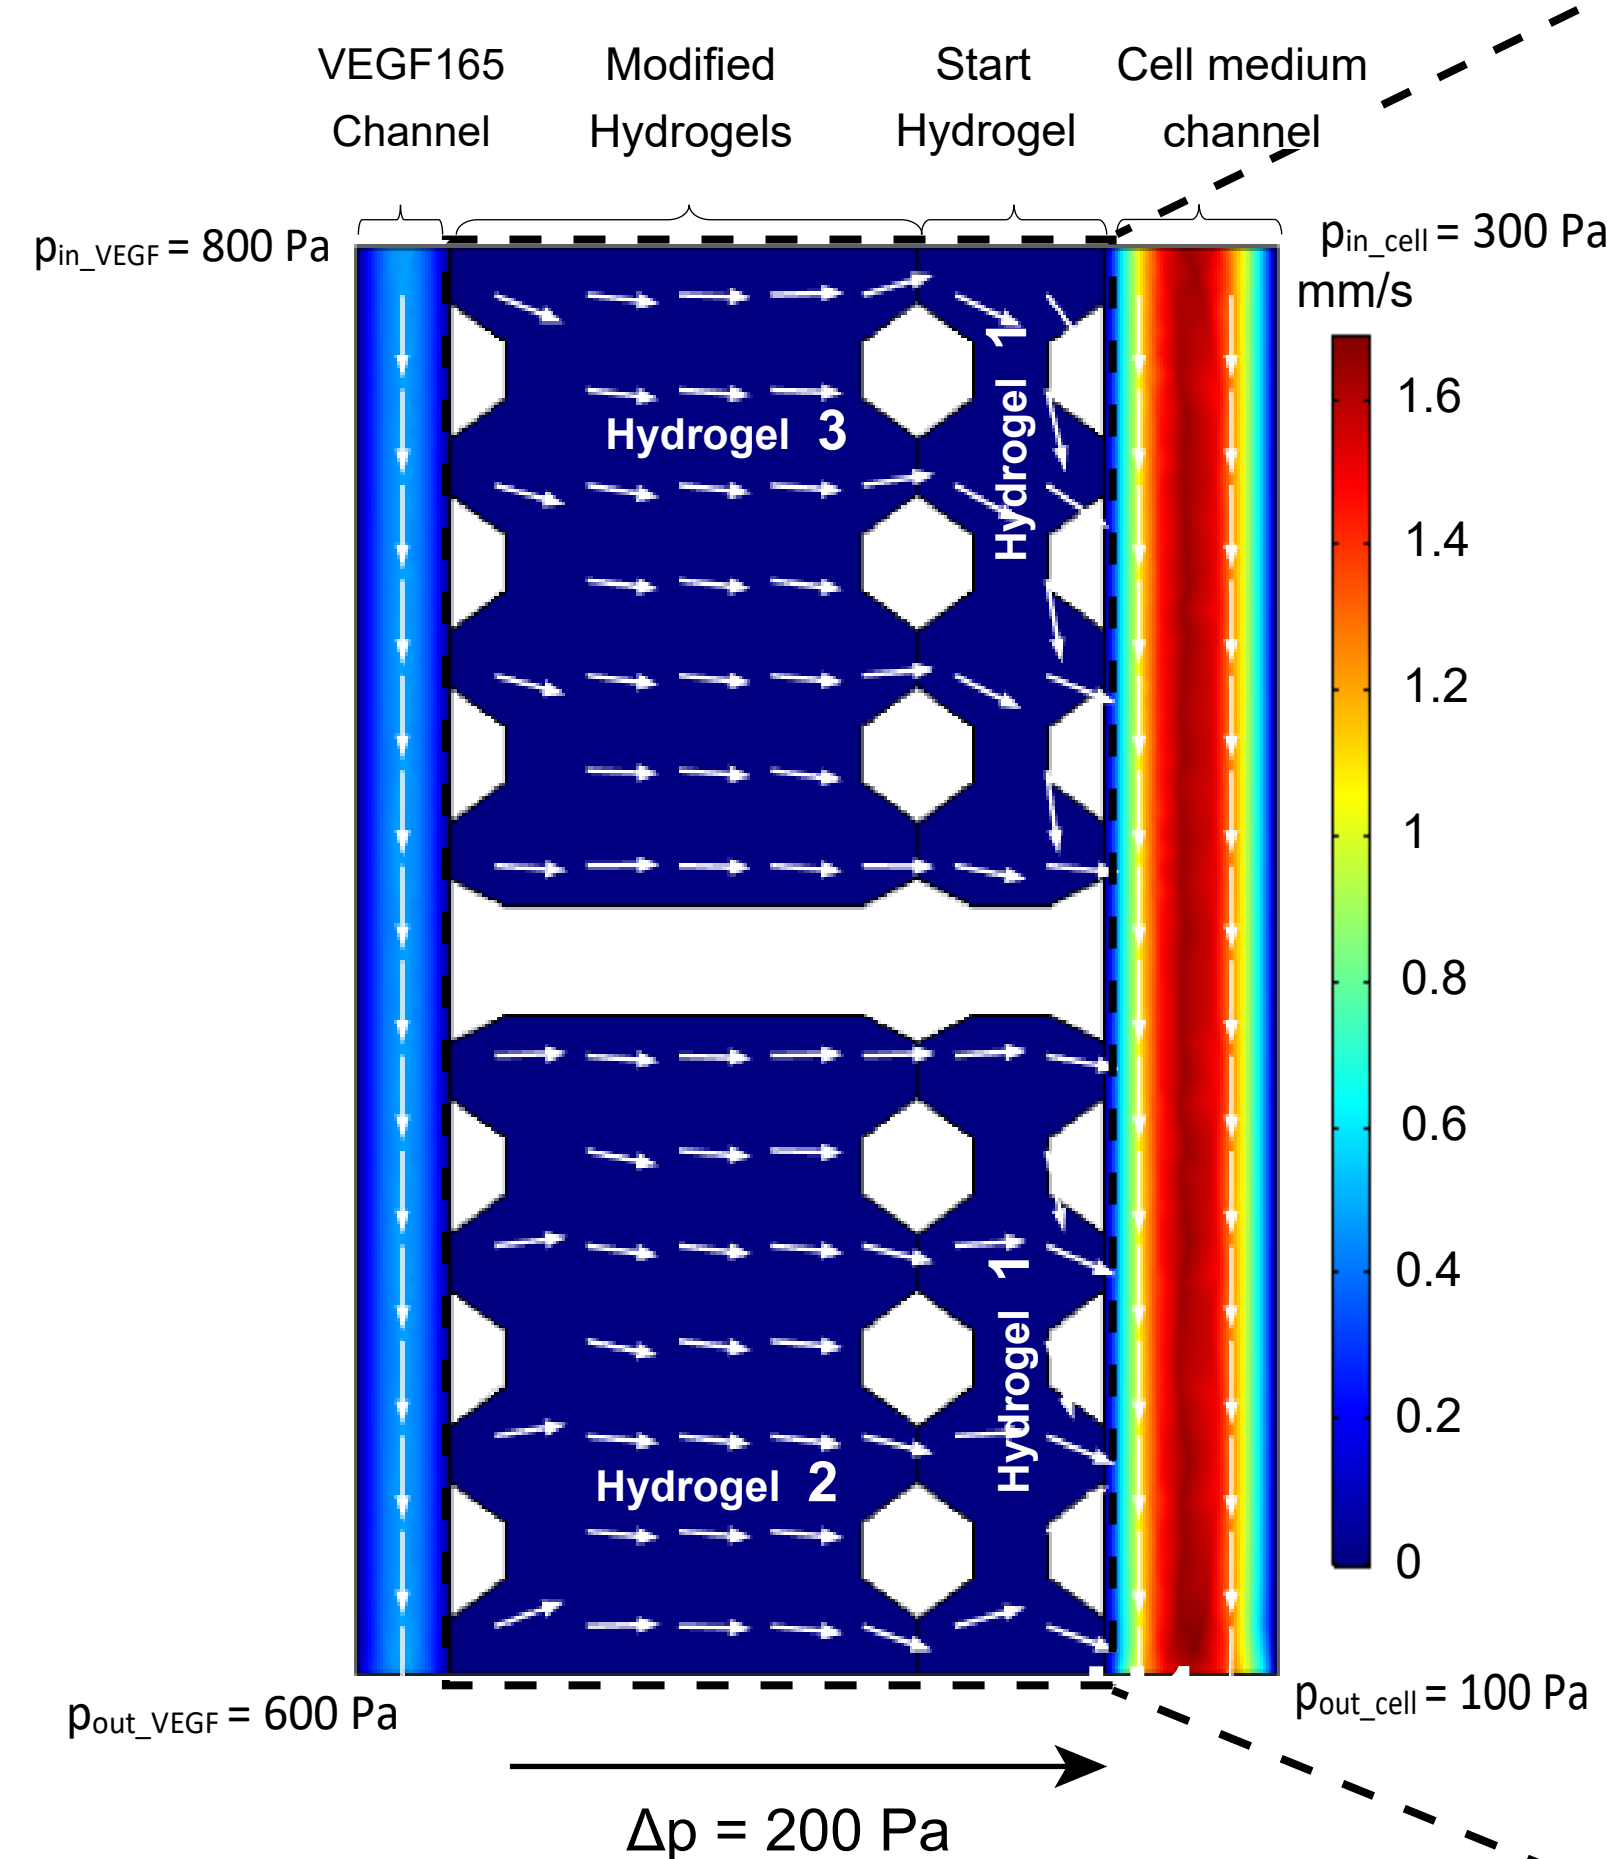 VEGF165 Channel
Modified Hydrogels
Start Hydrogel
Cell medium channel
pin_VEGF = 800 Pa
pin_cell = 300 Pa
mm/s
Hydrogel 3
Hydrogel 1
1.6
1.4
1.2
1
0.8
0.6
0.4
0.2
0
Hydrogel 2
Hydrogel 1
pout_VEGF = 600 Pa
pout_cell = 100 Pa
Δp = 200 Pa